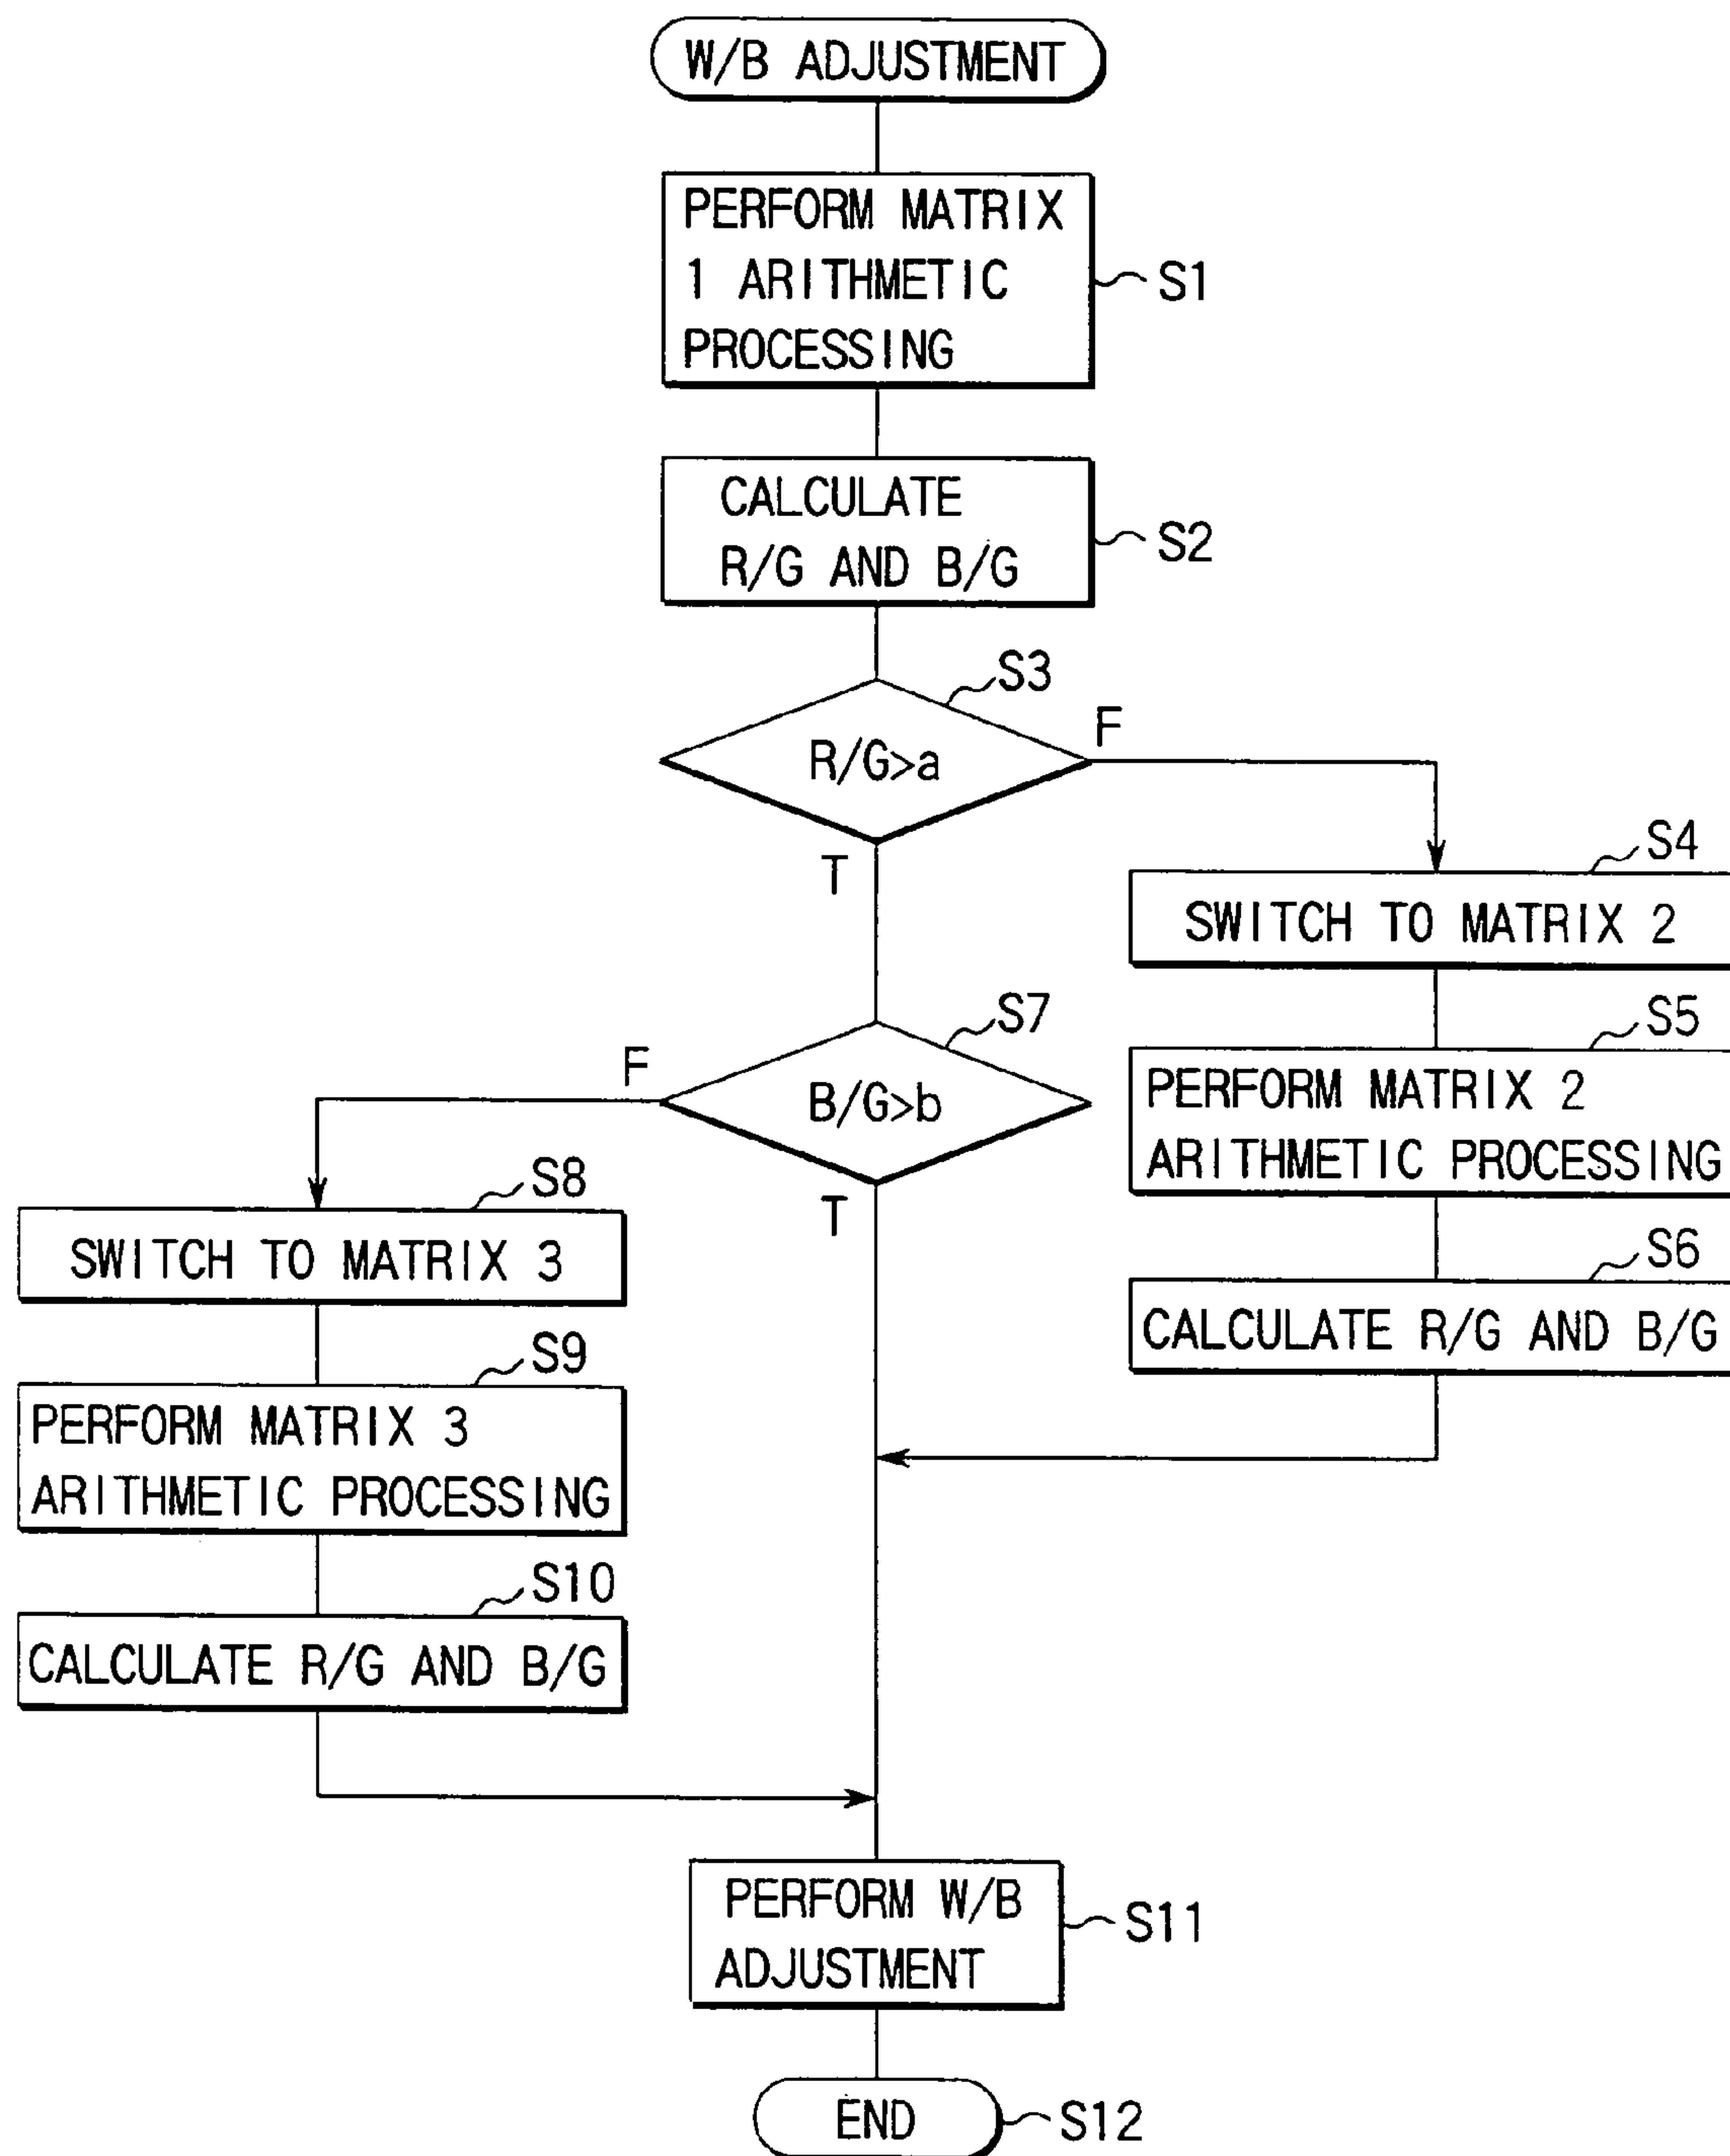 W/B ADJUSTMENT
PERFORM MATRIX
1 ARITHMETIC
PROCESSING
S1
CALCULATE
R/G AND B/G
S2
S3
R/G>a
F
T
S4
SWITCH TO MATRIX 2
S5
PERFORM MATRIX 2
ARITHMETIC PROCESSING
S6
CALCULATE R/G AND B/G
S7
B/G>b
F
T
S8
SWITCH TO MATRIX 3
S9
PERFORM MATRIX 3
ARITHMETIC PROCESSING
S10
CALCULATE R/G AND B/G
PERFORM W/B
ADJUSTMENT
S11
END
S12